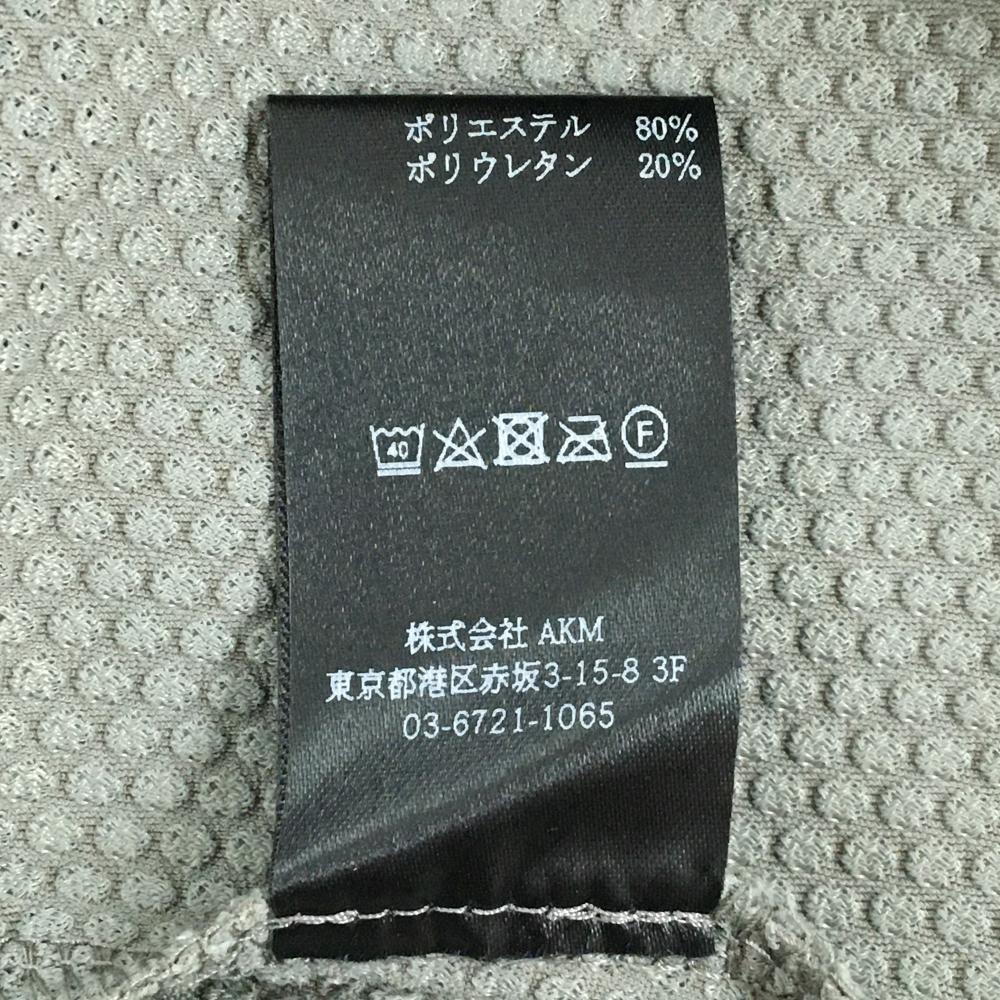 ポリエステル 80%
ポリウレタン 20%
40 F
株式会社 AKM
東京都港区赤坂3-15-8 3F
03-6721-1065